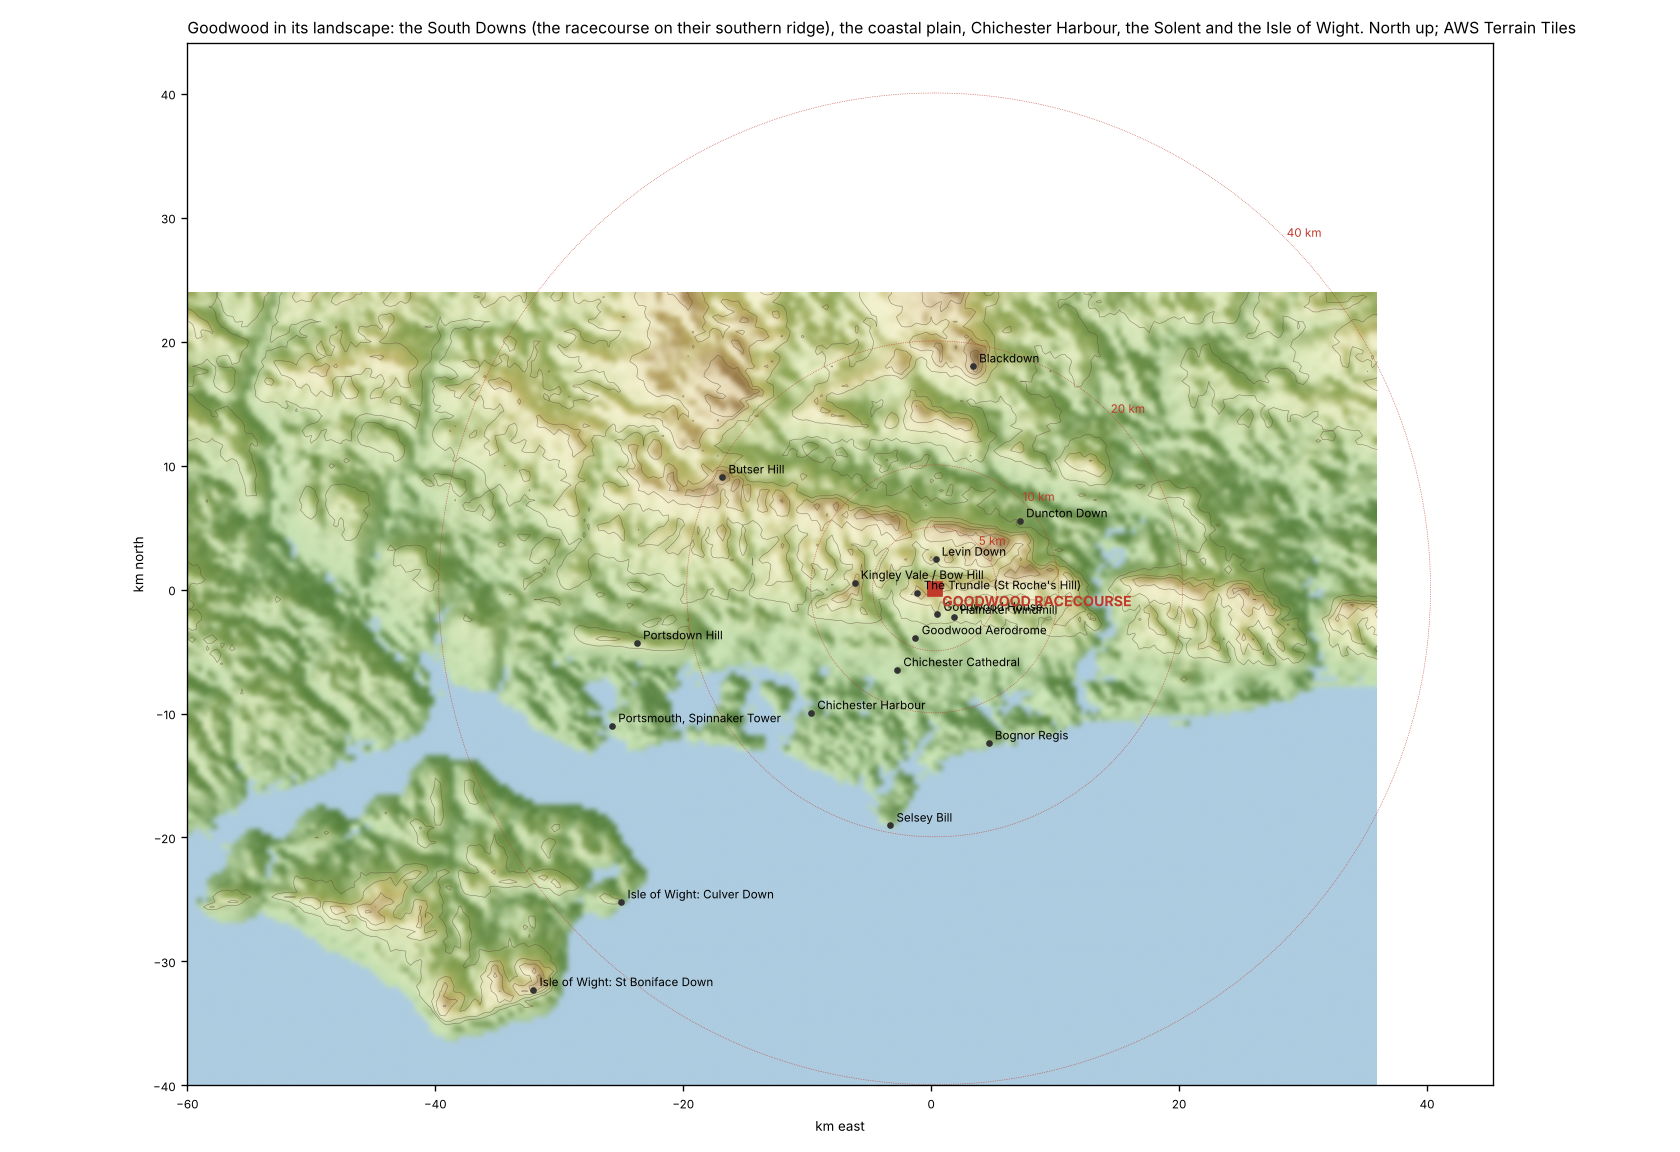 Goodwood in its landscape: the South Downs (the racecourse on their southern ridge), the coastal plain, Chichester Harbour, the Solent and the Isle of Wight. North up; AWS Terrain Tiles
40
30
20
10
0
−10
−20
−30
−40
km north
40 km
Blackdown
20 km
Butser Hill
10 km
Duncton Down
5 km
Levin Down
Kingley Vale / Bow Hill
The Trundle (St Roche's Hill)
GOODWOOD RACECOURSE
Goodwood House
Halnaker Windmill
Goodwood Aerodrome
Portsdown Hill
Chichester Cathedral
Chichester Harbour
Portsmouth, Spinnaker Tower
Bognor Regis
Selsey Bill
Isle of Wight: Culver Down
Isle of Wight: St Boniface Down
−60
−40
−20
0
20
40
km east